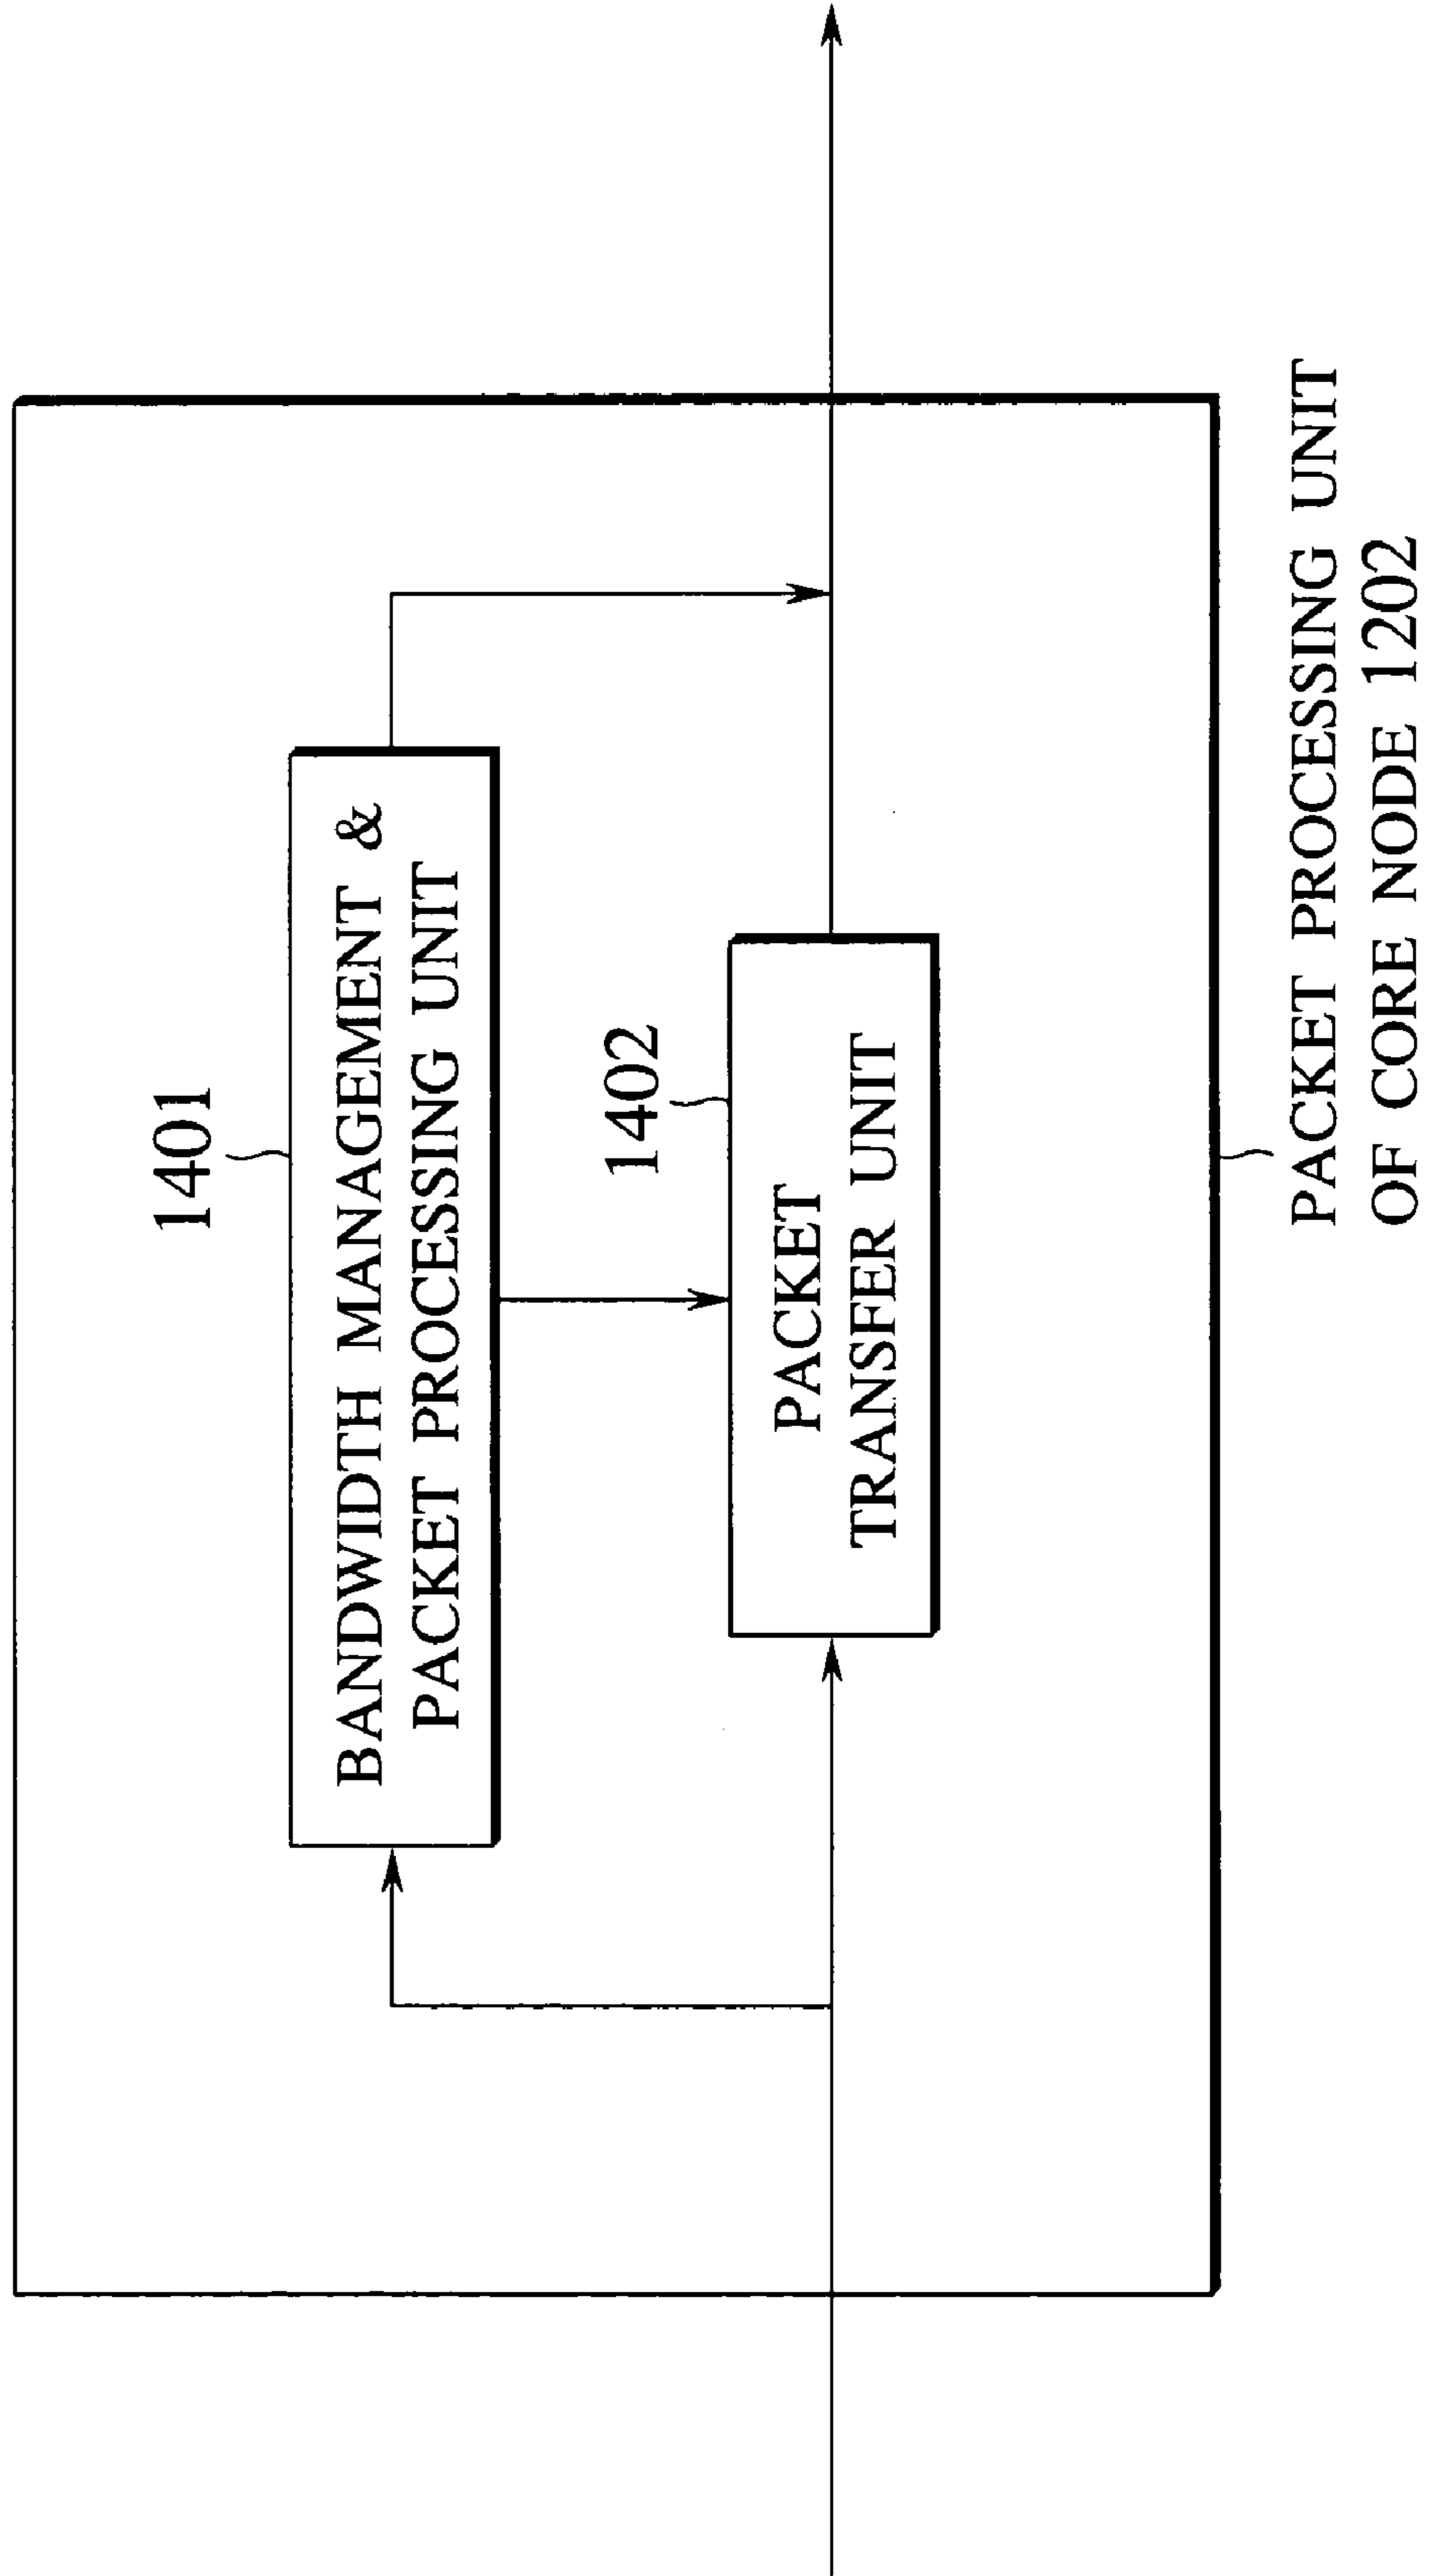 1401
BANDWIDTH MANAGEMENT &
PACKET PROCESSING UNIT
1402
PACKET
TRANSFER UNIT
PACKET PROCESSING UNIT
OF CORE NODE 1202